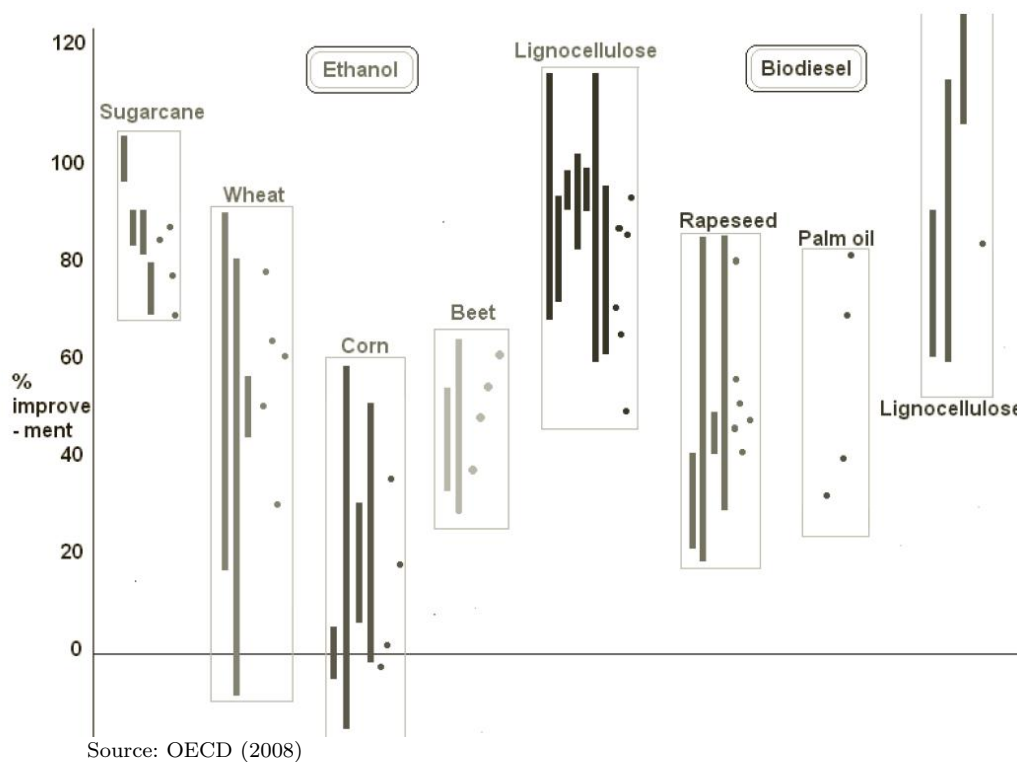 120
Ethanol
Lignocellulose
Biodiesel
Sugarcane
100
Wheat
Rapeseed
Palm oil
80
Beet
Corn
60
%
improve
- ment
Lignocellulose
40
20
0
Source: OECD (2008)